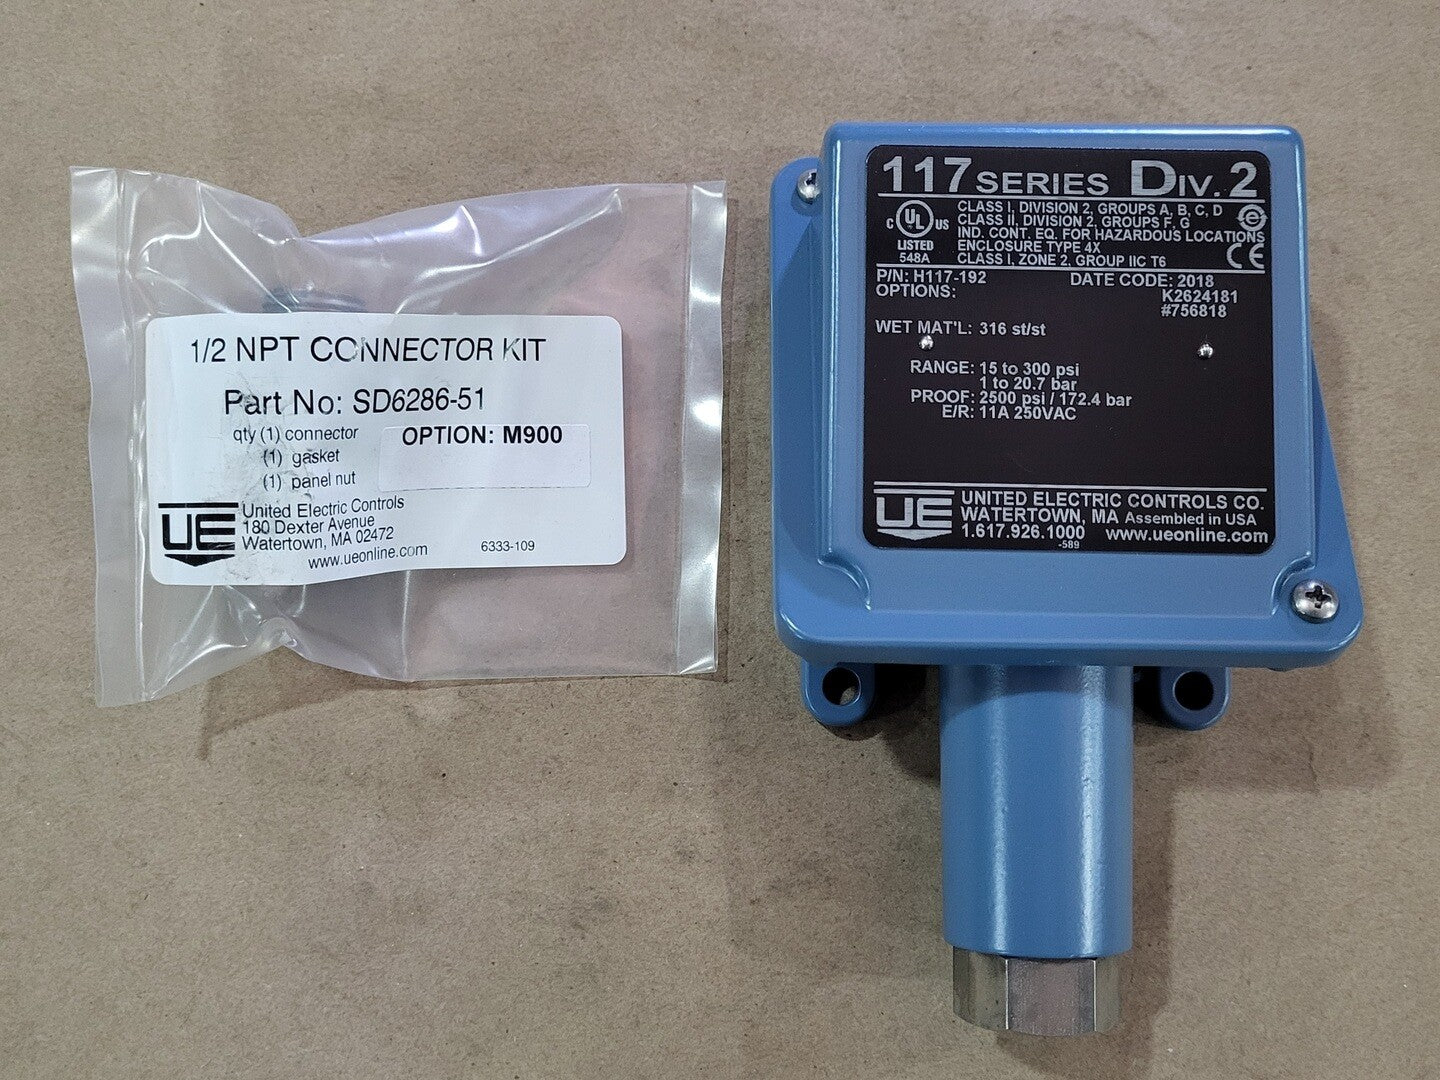 1/2 NPT CONNECTOR KIT
Part No: SD6286-51
qty (1) connector
(1) gasket
(1) panel nut
OPTION: M900
UE
United Electric Controls
180 Dexter Avenue
Watertown, MA 02472
www.ueonline.com
6333-109
117 SERIES DIV. 2
C UL US
LISTED
548A
CLASS I, DIVISION 2, GROUPS A, B, C, D
CLASS II, DIVISION 2, GROUPS F, G
IND. CONT. EQ. FOR HAZARDOUS LOCATIONS
ENCLOSURE TYPE 4X
CLASS I, ZONE 2, GROUP IIC T6
CE
P/N: H117-192
DATE CODE: 2018
OPTIONS:
K2624181
#756818
WET MAT'L: 316 st/st
RANGE: 15 to 300 psi
1 to 20.7 bar
PROOF: 2500 psi / 172.4 bar
E/R: 11A 250VAC
UE
UNITED ELECTRIC CONTROLS CO.
WATERTOWN, MA Assembled in USA
1.617.926.1000 www.ueonline.com
-589